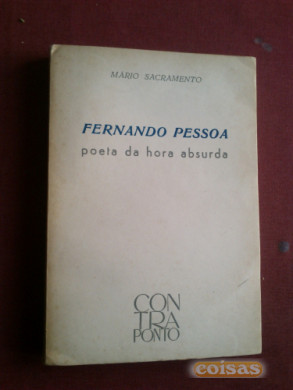 MÁRIO SACRAMENTO
FERNANDO PESSOA
poeta da hora absurda
CON
TRA
PONTO
coisas